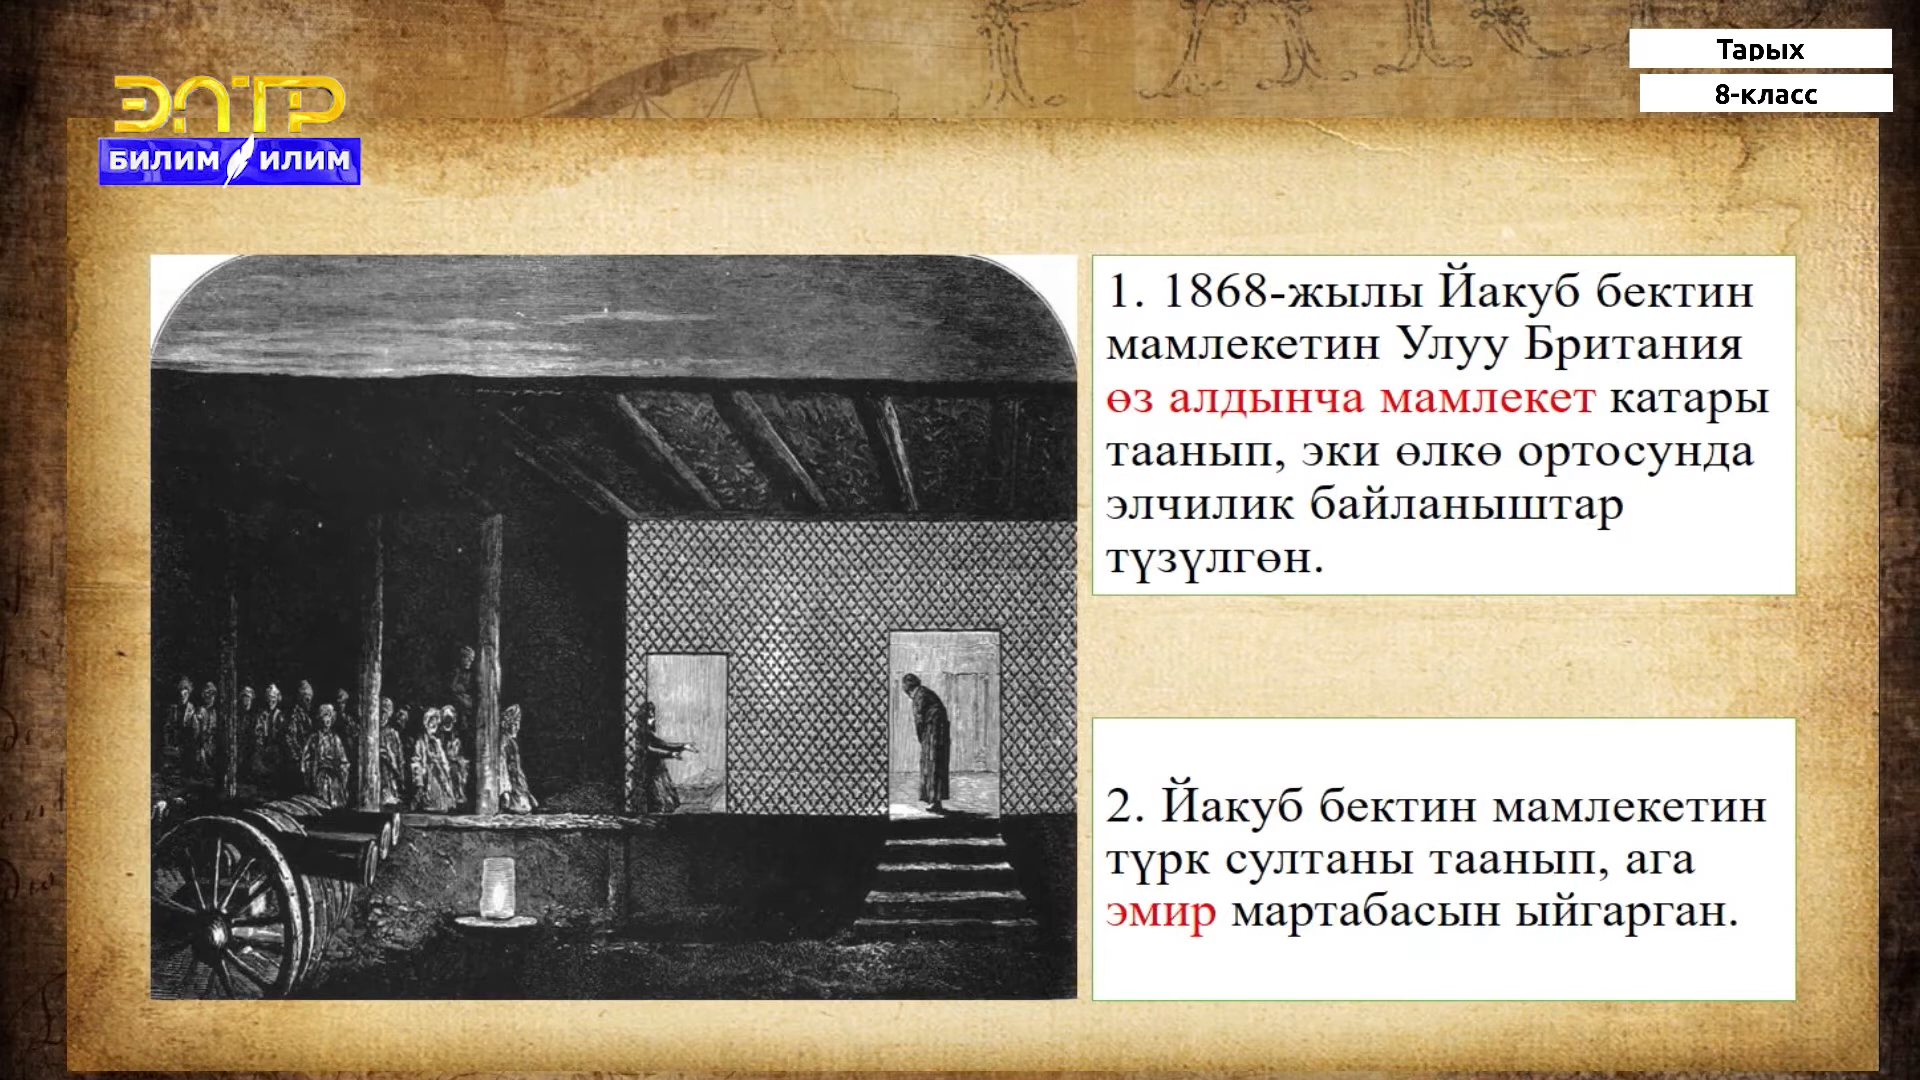 Тарых
8-класс
ЭЛТР
БИЛИМ ИЛИМ
1. 1868-жылы Йакуб бектин
мамлекетин Улуу Британия
өз алдынча мамлекет катары
таанып, эки өлкө ортосунда
элчилик байланыштар
түзүлгөн.
2. Йакуб бектин мамлекетин
түрк султаны таанып, ага
эмир мартабасын ыйгарган.